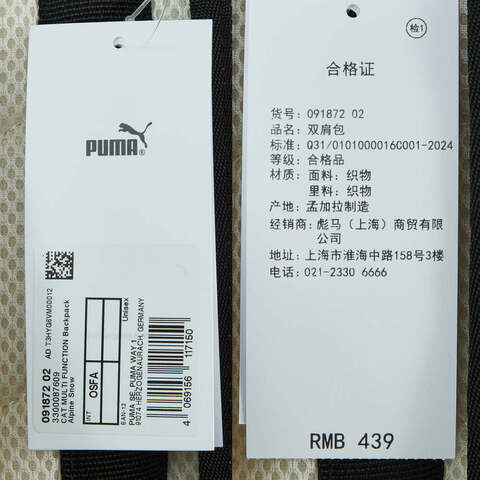 PUMA®
091872 02
3300087609
CAT MULTI FUNCTION Backpack
Alpine Snow
AD T3HYQ6VM00012
INT
OSFA
Unisex
EAN-13
PUMA SE, PUMA WAY 1
91074 HERZOGENAURACH, GERMANY
4 069156 117150
检1
合格证
货号: 091872 02
品名: 双肩包
标准: Q31/0101000016C001-2024
等级: 合格品
材质: 面料: 织物
里料: 织物
产地: 孟加拉制造
经销商: 彪马（上海）商贸有限
公司
地址: 上海市淮海中路158号3楼
电话: 021-2330 6666
RMB 439